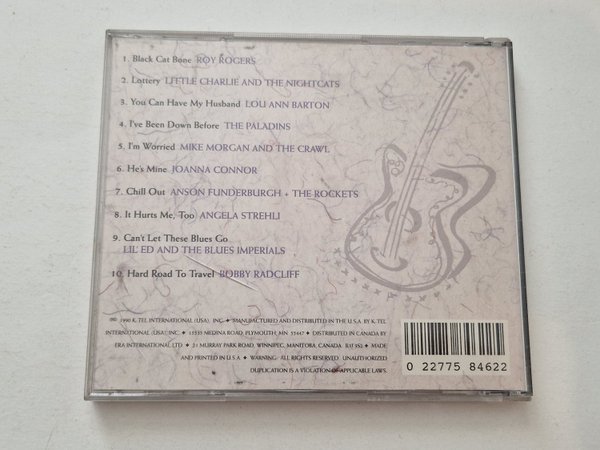 1. Black Cat Bone ROY ROGERS
2. Lottery LITTLE CHARLIE AND THE NIGHTCATS
3. You Can Have My Husband LOU ANN BARTON
4. I've Been Down Before THE PALADINS
5. I'm Worried MIKE MORGAN AND THE CRAWL
6. He's Mine JOANNA CONNOR
7. Chill Out ANSON FUNDERBURGH + THE ROCKETS
8. It Hurts Me, Too ANGELA STREHLI
9. Can't Let These Blues Go
LIL' ED AND THE BLUES IMPERIALS
10. Hard Road To Travel BOBBY RADCLIFF
K-TEL INTERNATIONAL (USA), INC. ✦ MANUFACTURED AND DISTRIBUTED IN THE U.S.A. BY K-TEL
INTERNATIONAL (USA) INC. ✦ MEDINA ROAD, PLYMOUTH, MN 55447 ✦ DISTRIBUTED IN CANADA BY
ERA INTERNATIONAL LTD ✦ MURRAY PARK ROAD, WINNIPEG, MANITOBA, CANADA ✦ MADE
AND PRINTED IN U.S.A. ✦ WARNING: ALL RIGHTS RESERVED. UNAUTHORIZED
DUPLICATION IS A VIOLATION OF APPLICABLE LAWS.
0 22775 84622